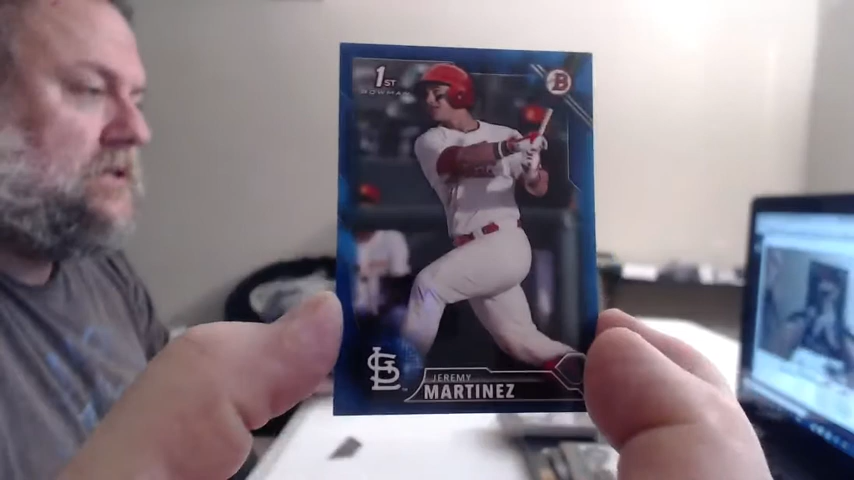 1ST
BOWMAN
B
STL
JEREMY
MARTINEZ